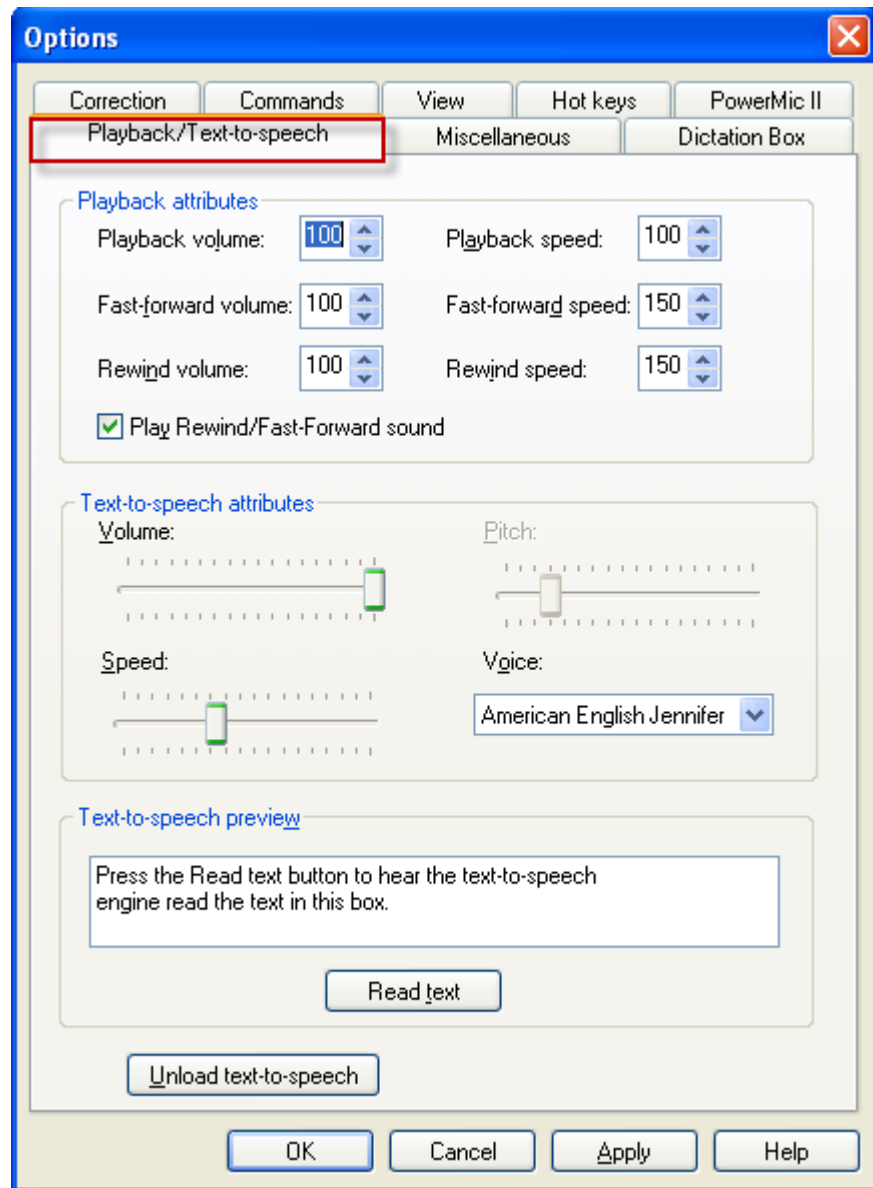 Options
Correction Commands View Hot keys PowerMic II
Playback/Text-to-speech Miscellaneous Dictation Box
Playback attributes
Playback volume: 100 Playback speed: 100
Fast-forward volume: 100 Fast-forward speed: 150
Rewind volume: 100 Rewind speed: 150
Play Rewind/Fast-Forward sound
Text-to-speech attributes
Volume: Pitch:
Speed: Voice:
American English Jennifer
Text-to-speech preview
Press the Read text button to hear the text-to-speech
engine read the text in this box.
Read text
Unload text-to-speech
OK Cancel Apply Help